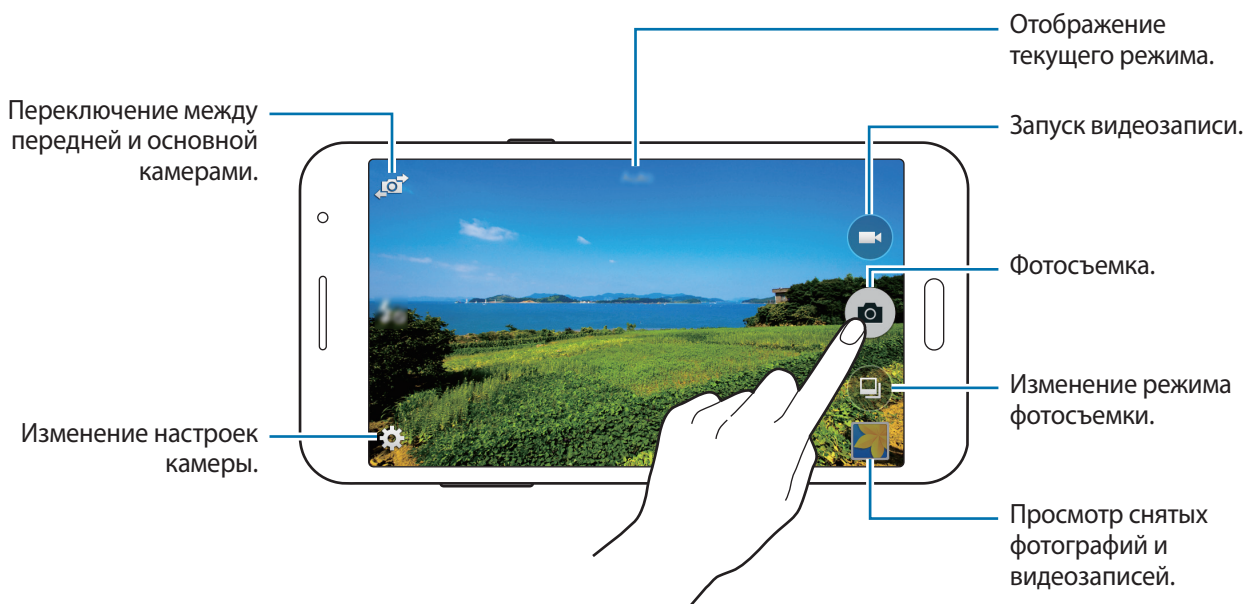 Отображение
текущего режима.
Переключение между
передней и основной
камерами.
Запуск видеозаписи.
Фотосъемка.
Изменение режима
фотосъемки.
Изменение настроек
камеры.
Просмотр снятых
фотографий и
видеозаписей.